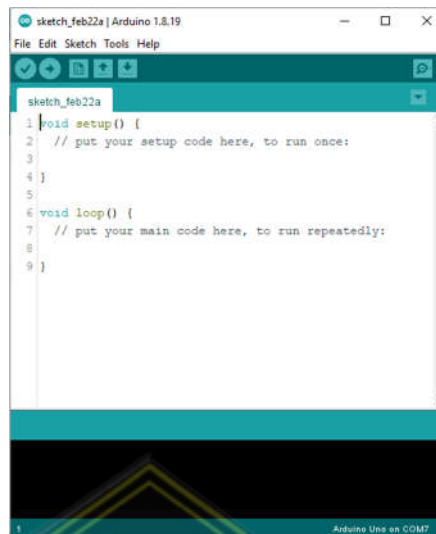 sketch_feb22a | Arduino 1.8.19
File Edit Sketch Tools Help
sketch_feb22a
1 void setup() {
2   // put your setup code here, to run once:
3
4 }
5
6 void loop() {
7   // put your main code here, to run repeatedly:
8
9 }
1 Arduino Uno on COM7